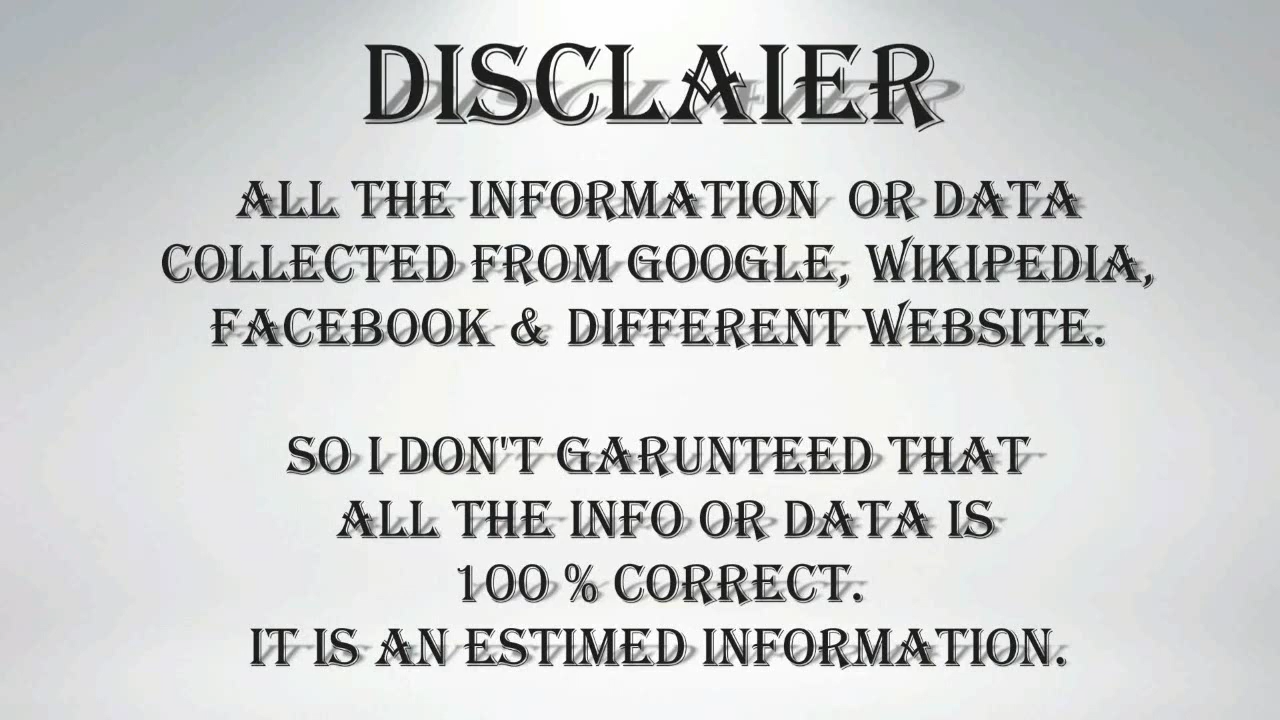 DISCLAIER
ALL THE INFORMATION OR DATA
COLLECTED FROM GOOGLE, WIKIPEDIA,
FACEBOOK & DIFFERENT WEBSITE.
SO I DON'T GARUNTEED THAT
ALL THE INFO OR DATA IS
100 % CORRECT.
IT IS AN ESTIMED INFORMATION.